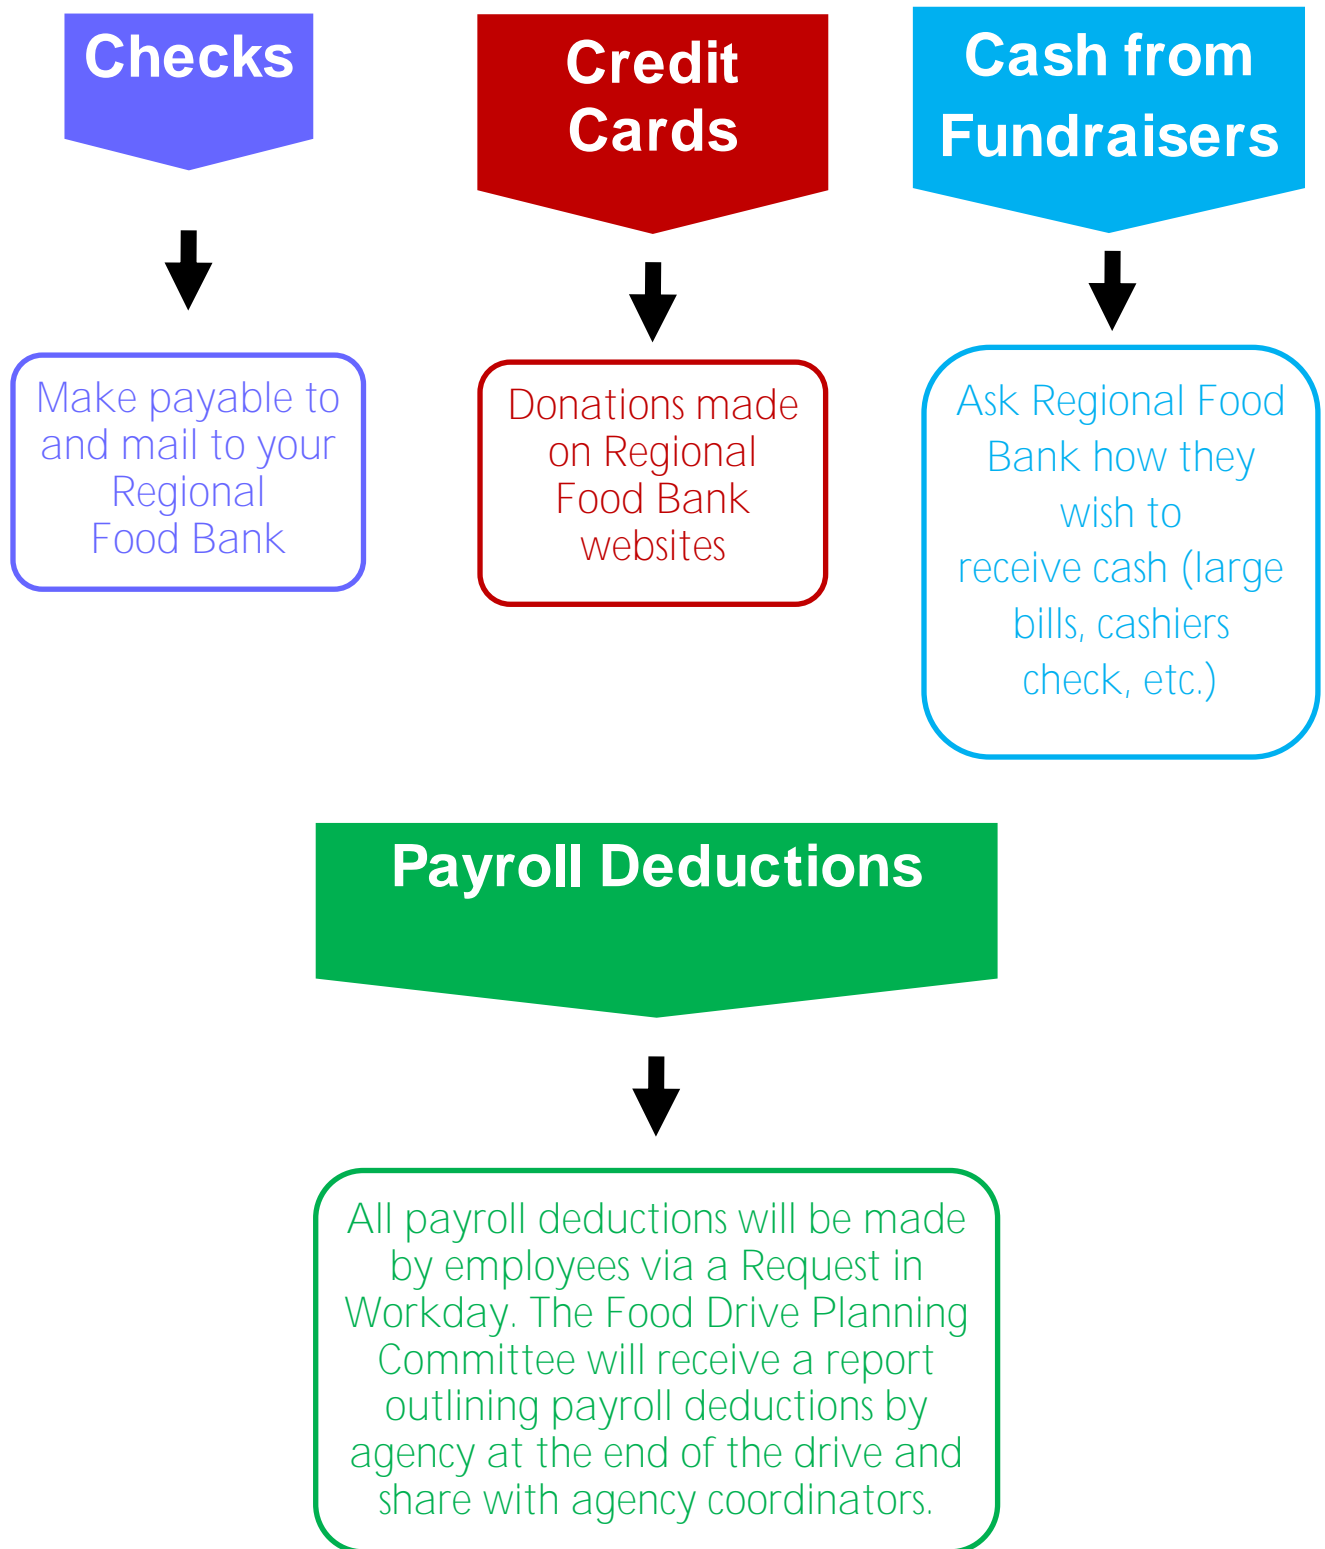 Checks
Make payable to
and mail to your
Regional
Food Bank
Credit
Cards
Donations made
on Regional
Food Bank
websites
Cash from
Fundraisers
Ask Regional Food
Bank how they
wish to
receive cash (large
bills, cashiers
check, etc.)
Payroll Deductions
All payroll deductions will be made
by employees via a Request in
Workday. The Food Drive Planning
Committee will receive a report
outlining payroll deductions by
agency at the end of the drive and
share with agency coordinators.